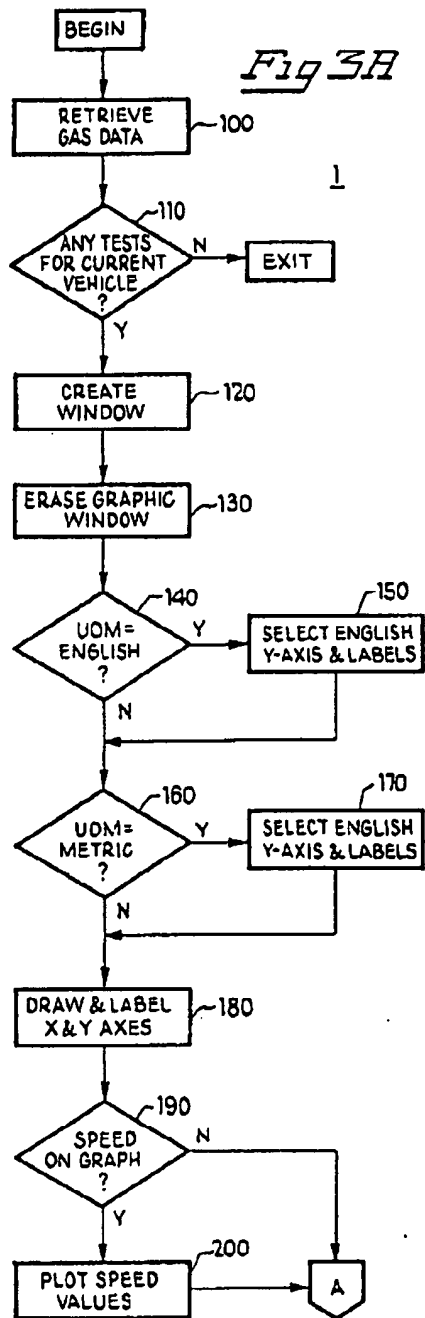 BEGIN
Fig 3A
RETRIEVE
GAS DATA
100
1
110
ANY TESTS
FOR CURRENT
VEHICLE
?
N
EXIT
Y
CREATE
WINDOW
120
ERASE GRAPHIC
WINDOW
130
140
UOM=
ENGLISH
?
Y
150
SELECT ENGLISH
Y-AXIS & LABELS
N
160
UOM=
METRIC
?
Y
170
SELECT ENGLISH
Y-AXIS & LABELS
N
DRAW & LABEL
X & Y AXES
180
190
SPEED
ON GRAPH
?
N
Y
200
PLOT SPEED
VALUES
A